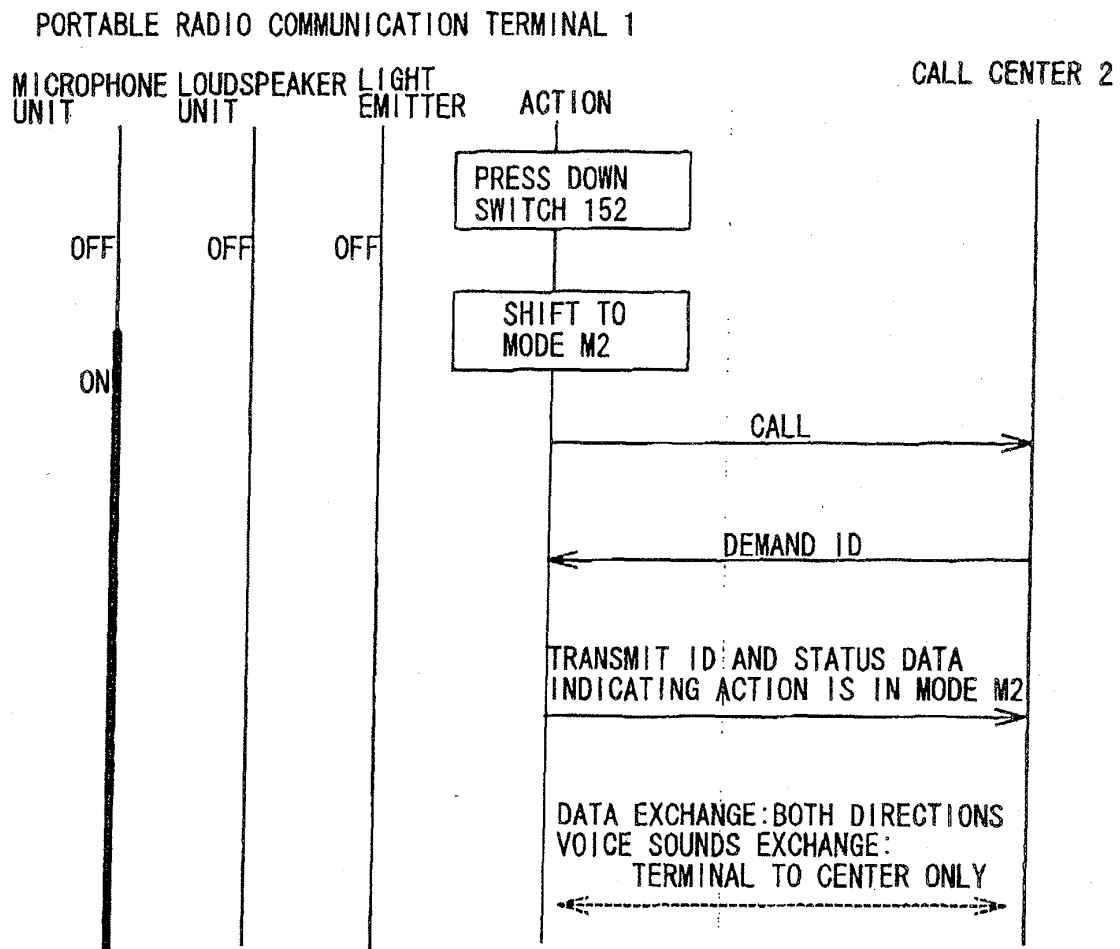 PORTABLE RADIO COMMUNICATION TERMINAL 1
MICROPHONE UNIT
LOUDSPEAKER UNIT
LIGHT EMITTER
ACTION
CALL CENTER 2
PRESS DOWN
SWITCH 152
OFF
OFF
OFF
SHIFT TO
MODE M2
ON
CALL
DEMAND ID
TRANSMIT ID AND STATUS DATA
INDICATING ACTION IS IN MODE M2
DATA EXCHANGE:BOTH DIRECTIONS
VOICE SOUNDS EXCHANGE:
TERMINAL TO CENTER ONLY